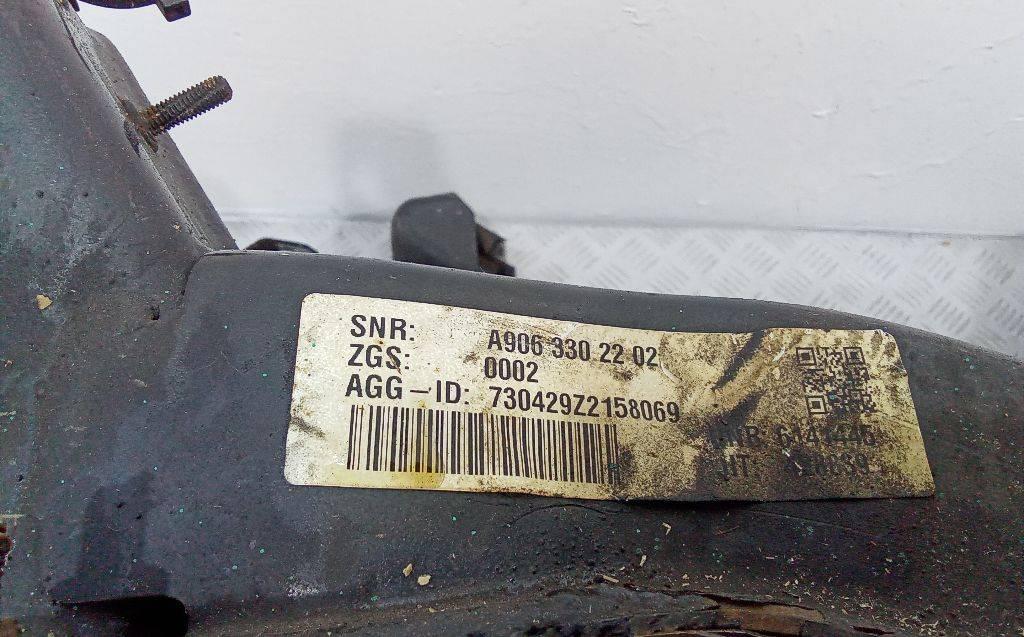 SNR: A906 330 22 02
ZGS: 0002
AGG-ID: 730429Z2158069